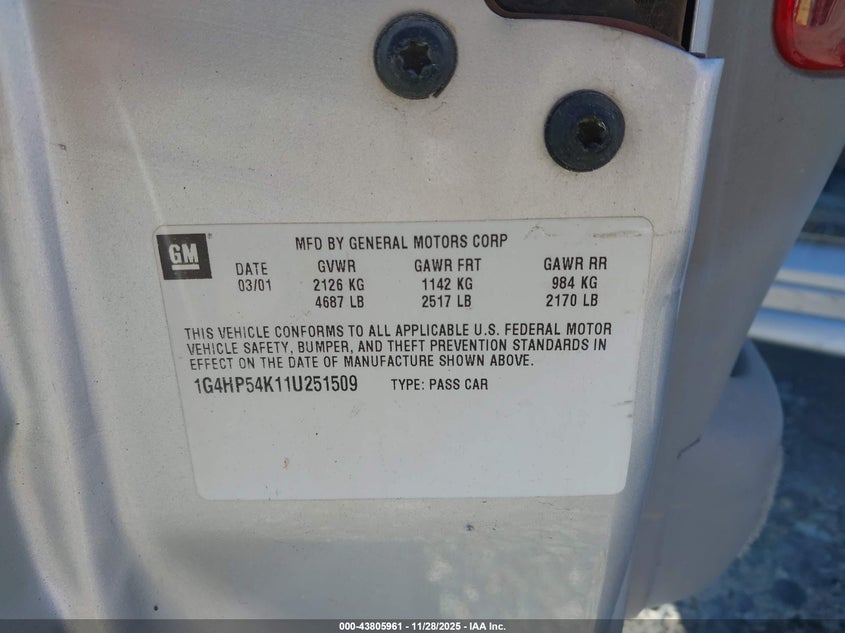 GM
MFD BY GENERAL MOTORS CORP
DATE GVWR GAWR FRT GAWR RR
03/01 2126 KG 1142 KG 984 KG
4687 LB 2517 LB 2170 LB
THIS VEHICLE CONFORMS TO ALL APPLICABLE U.S. FEDERAL MOTOR
VEHICLE SAFETY, BUMPER, AND THEFT PREVENTION STANDARDS IN
EFFECT ON THE DATE OF MANUFACTURE SHOWN ABOVE.
1G4HP54K11U251509 TYPE: PASS CAR
000-43805961 - 11/28/2025 - IAA Inc.